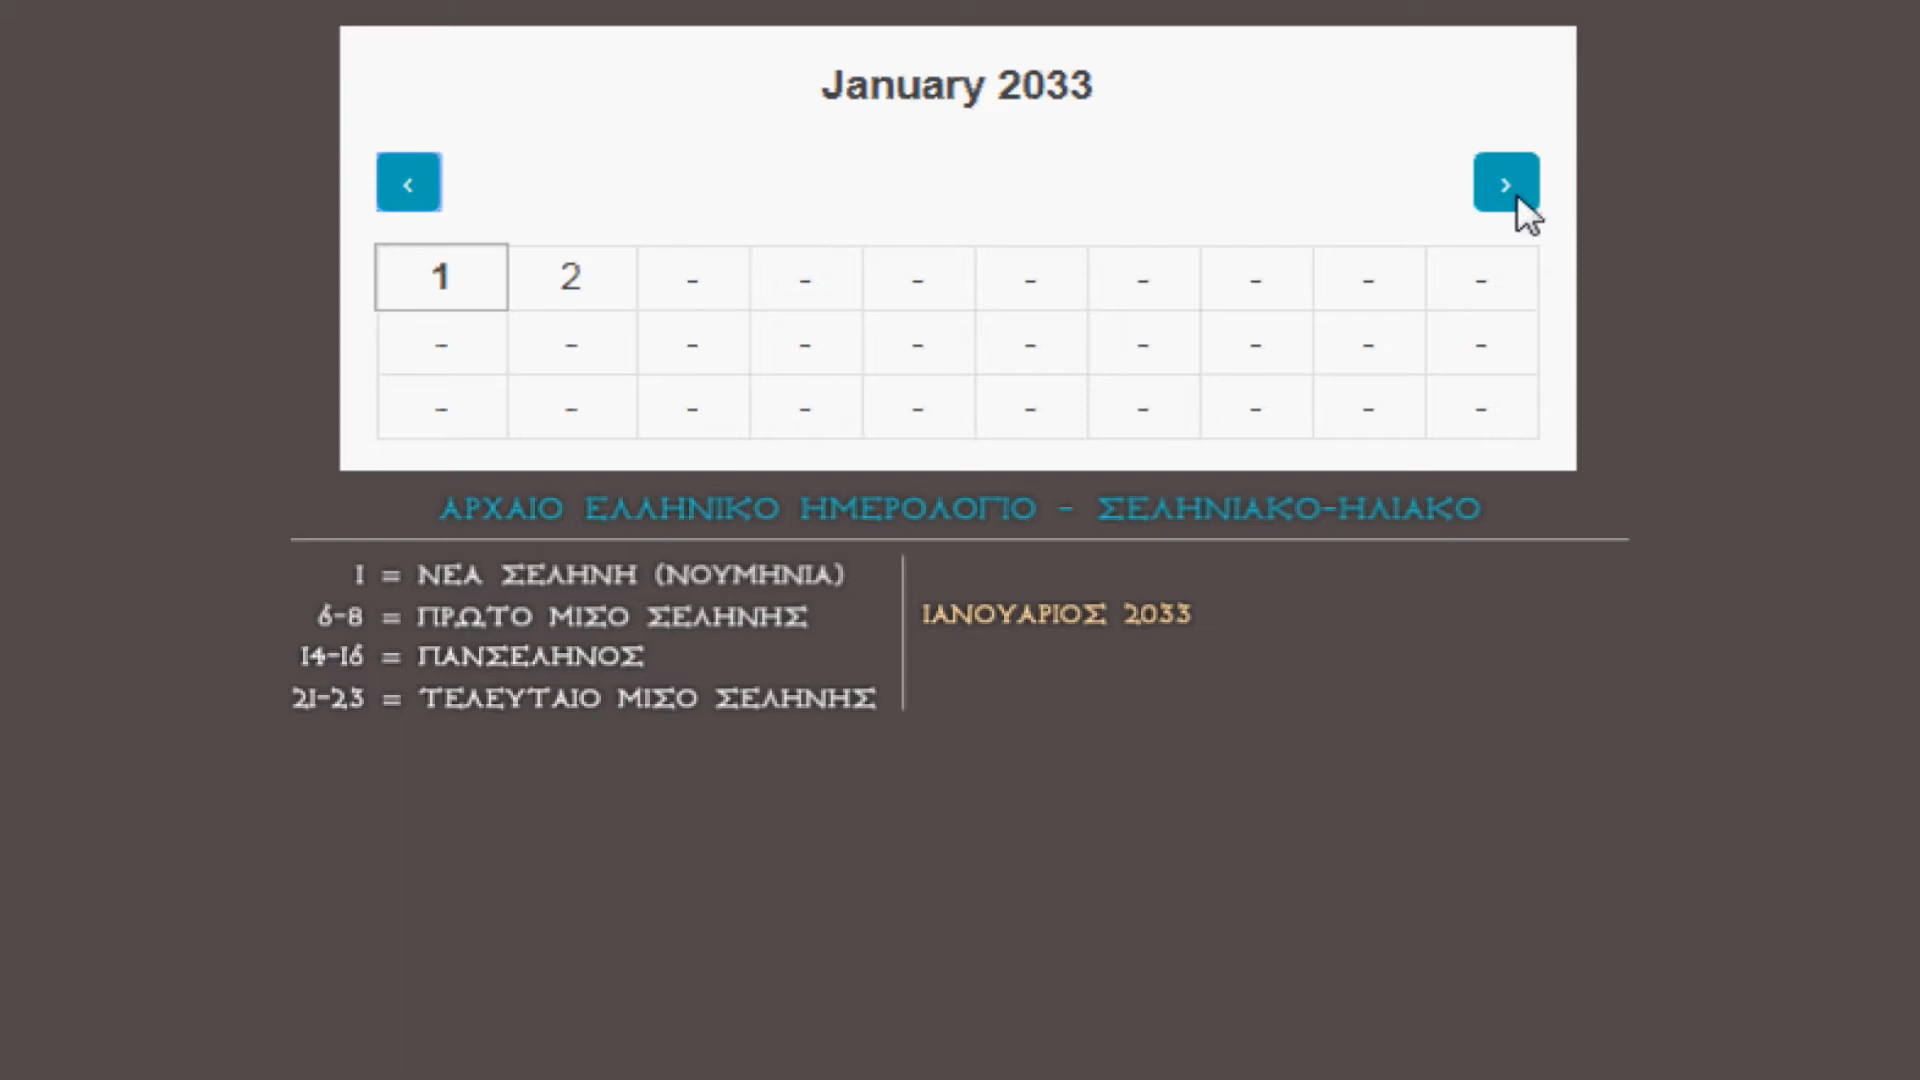 January 2033
‹ ›
1 2 - - - - - - - -
- - - - - - - - - -
- - - - - - - - - -
ΑΡΧΑΙΟ ΕΛΛΗΝΙΚΟ ΗΜΕΡΟΛΟΓΙΟ - ΣΕΛΗΝΙΑΚΟ-ΗΛΙΑΚΟ
1 = ΝΕΑ ΣΕΛΗΝΗ (ΝΟΥΜΗΝΙΑ)
6-8 = ΠΡΩΤΟ ΜΙΣΟ ΣΕΛΗΝΗΣ
14-16 = ΠΑΝΣΕΛΗΝΟΣ
21-23 = ΤΕΛΕΥΤΑΙΟ ΜΙΣΟ ΣΕΛΗΝΗΣ
ΙΑΝΟΥΑΡΙΟΣ 2033